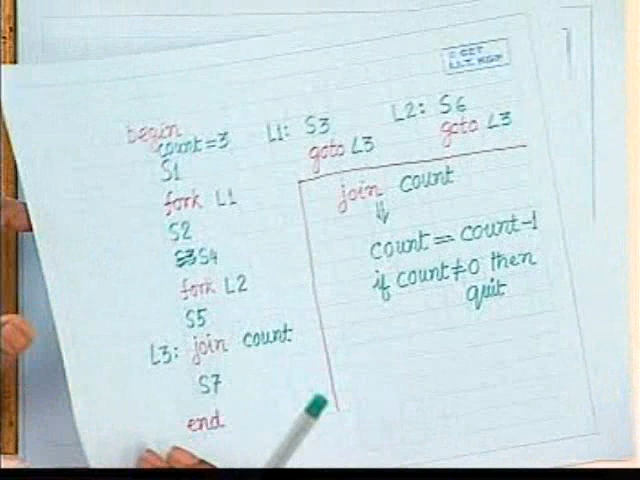 begin
count = 3
S1
fork L1
S2
S4
fork L2
S5
L3: join count
S7
end
L1: S3
goto L3
L2: S6
goto L3
join count
⇓
count = count-1
if count ≠ 0 then
quit
I.I.T. KGP